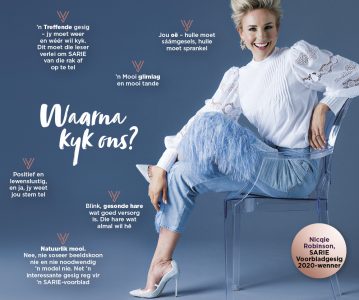 'n Treffende gesig
- jy moet weer
en wéér wil kyk.
Dit moet die leser
verlei om SARIE
van die rak af
op te tel
Jou oë – hulle moet
sáámgesels, hulle
moet sprankel
'n Mooi glimlag
en mooi tande
Waarna
kyk ons?
Positief en
lewenslustig,
en ja, jy weet
jou stem tel
Blink, gesonde hare
wat goed versorg
is. Die hare wat
almal wil hê
Natuurlik mooi.
Nee, nie soseer beeldskoon
nie en nie noodwendig
'n model nie. Net 'n
interessante gesig reg vir
'n SARIE-voorblad
Nicqie
Robinson,
SARIE
Voorbladgesig
2020-wenner